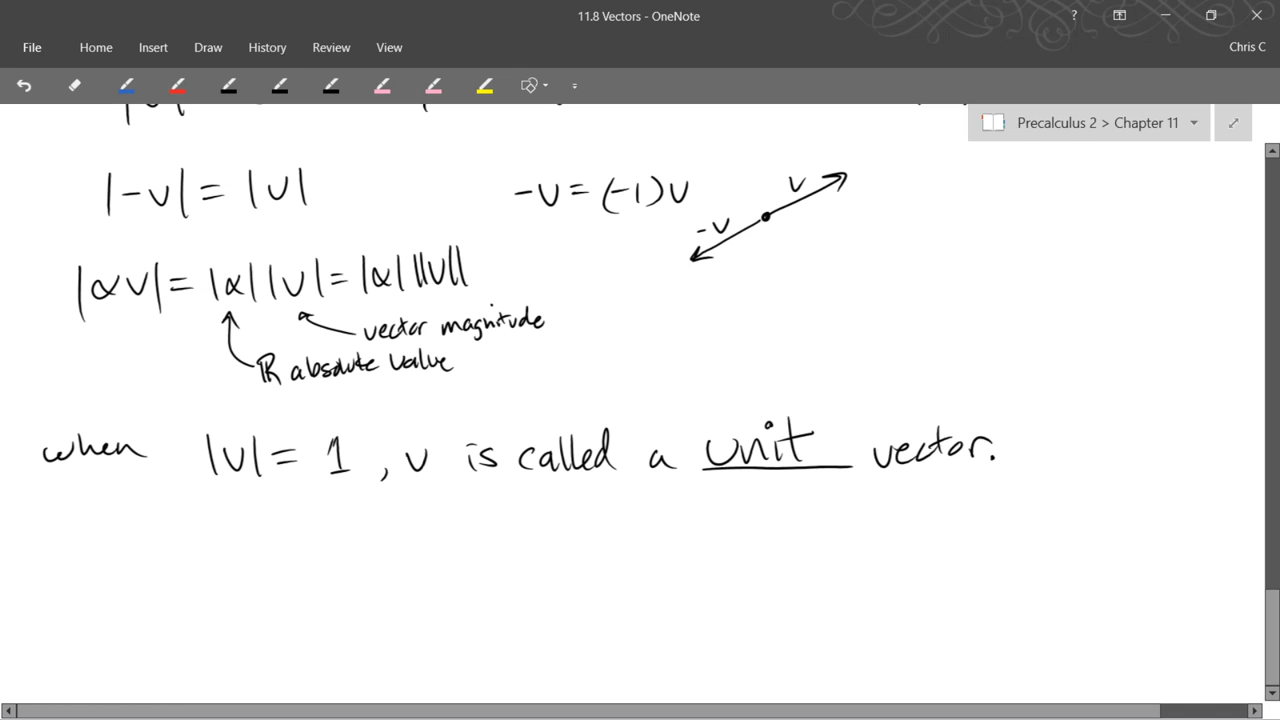 11.8 Vectors - OneNote
?
File Home Insert Draw History Review View
Chris C
Precalculus 2 > Chapter 11
|-v| = |v|
-v = (-1)v
v
-v
|αv| = |α| |v| = |α| ||v||
vector magnitude
ℝ absolute value
when |v| = 1, v is called a unit vector.